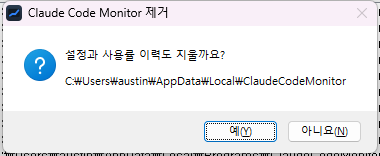 Claude Code Monitor 제거
설정과 사용률 이력도 지울까요?
C:₩Users₩austin₩AppData₩Local₩ClaudeCodeMonitor
예(Y)
아니요(N)